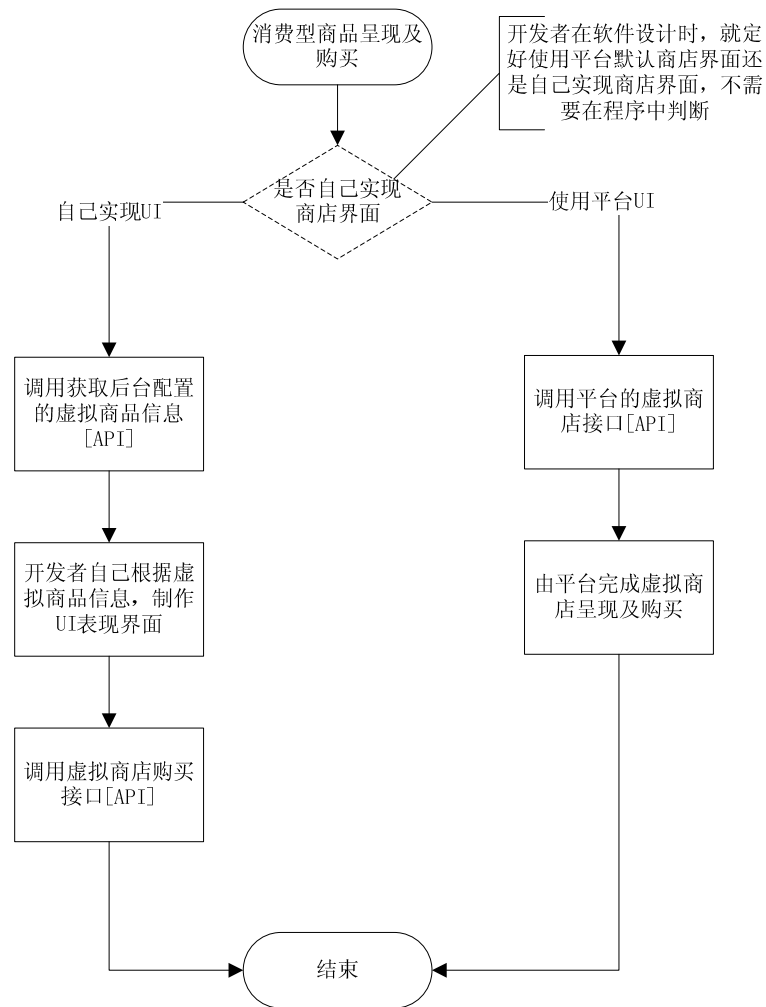 消费型商品呈现及
购买
开发者在软件设计时，就定
好使用平台默认商店界面还
是自己实现商店界面，不需
要在程序中判断
是否自己实现
商店界面
自己实现UI
使用平台UI
调用获取后台配置
的虚拟商品信息
[API]
调用平台的虚拟商
店接口[API]
开发者自己根据虚
拟商品信息，制作
UI表现界面
由平台完成虚拟商
店呈现及购买
调用虚拟商店购买
接口[API]
结束